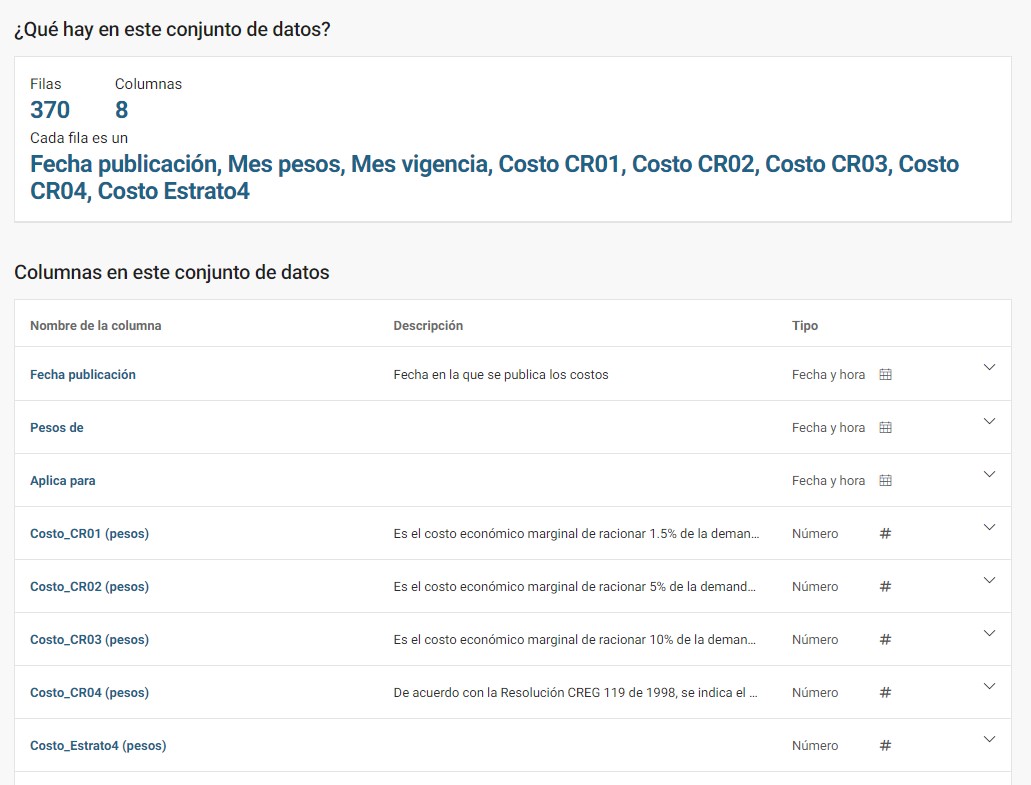 ¿Qué hay en este conjunto de datos?
Filas Columnas
370 8
Cada fila es un
Fecha publicación, Mes pesos, Mes vigencia, Costo CR01, Costo CR02, Costo CR03, Costo
CR04, Costo Estrato4
Columnas en este conjunto de datos
Nombre de la columna Descripción Tipo
Fecha publicación Fecha en la que se publica los costos Fecha y hora
Pesos de Fecha y hora
Aplica para Fecha y hora
Costo_CR01 (pesos) Es el costo económico marginal de racionar 1.5% de la deman... Número #
Costo_CR02 (pesos) Es el costo económico marginal de racionar 5% de la demand... Número #
Costo_CR03 (pesos) Es el costo económico marginal de racionar 10% de la deman... Número #
Costo_CR04 (pesos) De acuerdo con la Resolución CREG 119 de 1998, se indica el ... Número #
Costo_Estrato4 (pesos) Número #